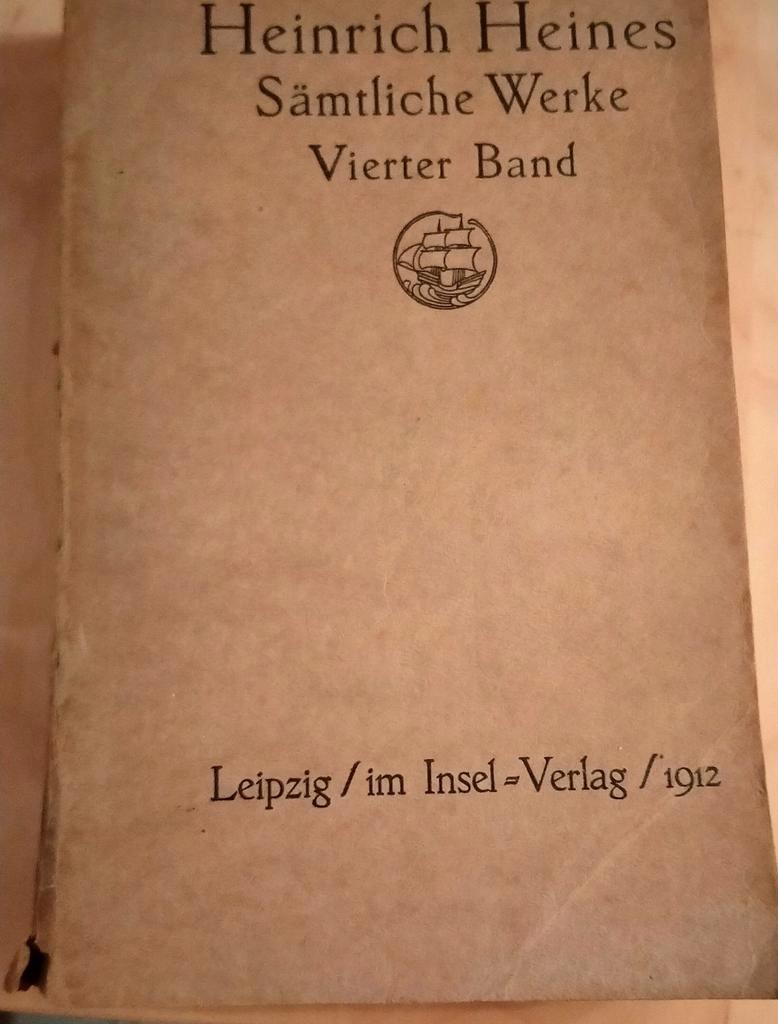 Heinrich Heines
Sämtliche Werke
Vierter Band
Leipzig / im Insel=Verlag / 1912